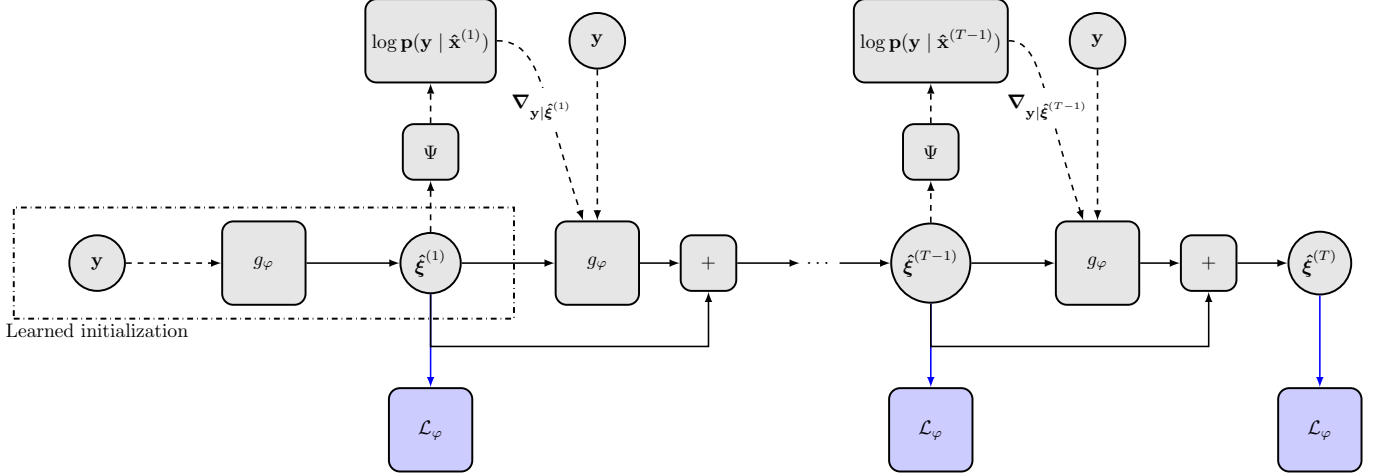 log p(y | x̂^(1))
y
log p(y | x̂^(T−1))
y
∇_{y|ξ̂^(1)}
∇_{y|ξ̂^(T−1)}
Ψ
Ψ
y
g_φ
ξ̂^(1)
g_φ
+
···
ξ̂^(T−1)
g_φ
+
ξ̂^(T)
Learned initialization
ℒ_φ
ℒ_φ
ℒ_φ